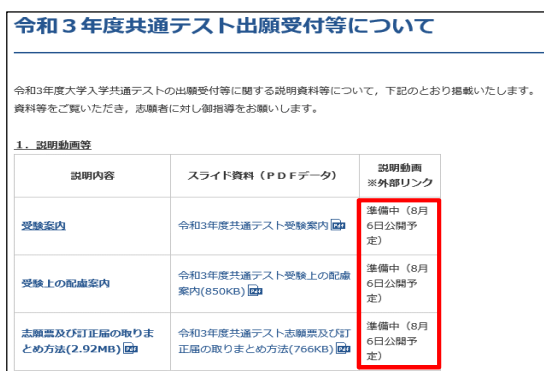 令和３年度共通テスト出願受付等について
令和3年度大学入学共通テストの出願受付等に関する説明資料等について，下記のとおり掲載いたします。
資料等をご覧いただき，志願者に対し御指導をお願いします。
１．説明動画等
説明内容
スライド資料（ＰＤＦデータ）
説明動画
※外部リンク
受験案内
令和3年度共通テスト受験案内
準備中（8月
6日公開予
定）
受験上の配慮案内
令和3年度共通テスト受験上の配慮
案内(850KB)
準備中（8月
6日公開予
定）
志願票及び訂正届の取りま
とめ方法(2.92MB)
令和3年度共通テスト志願票及び訂
正届の取りまとめ方法(766KB)
準備中（8月
6日公開予
定）